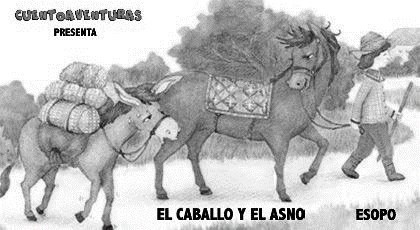 CUENTOAVENTURAS
PRESENTA
EL CABALLO Y EL ASNO
ESOPO